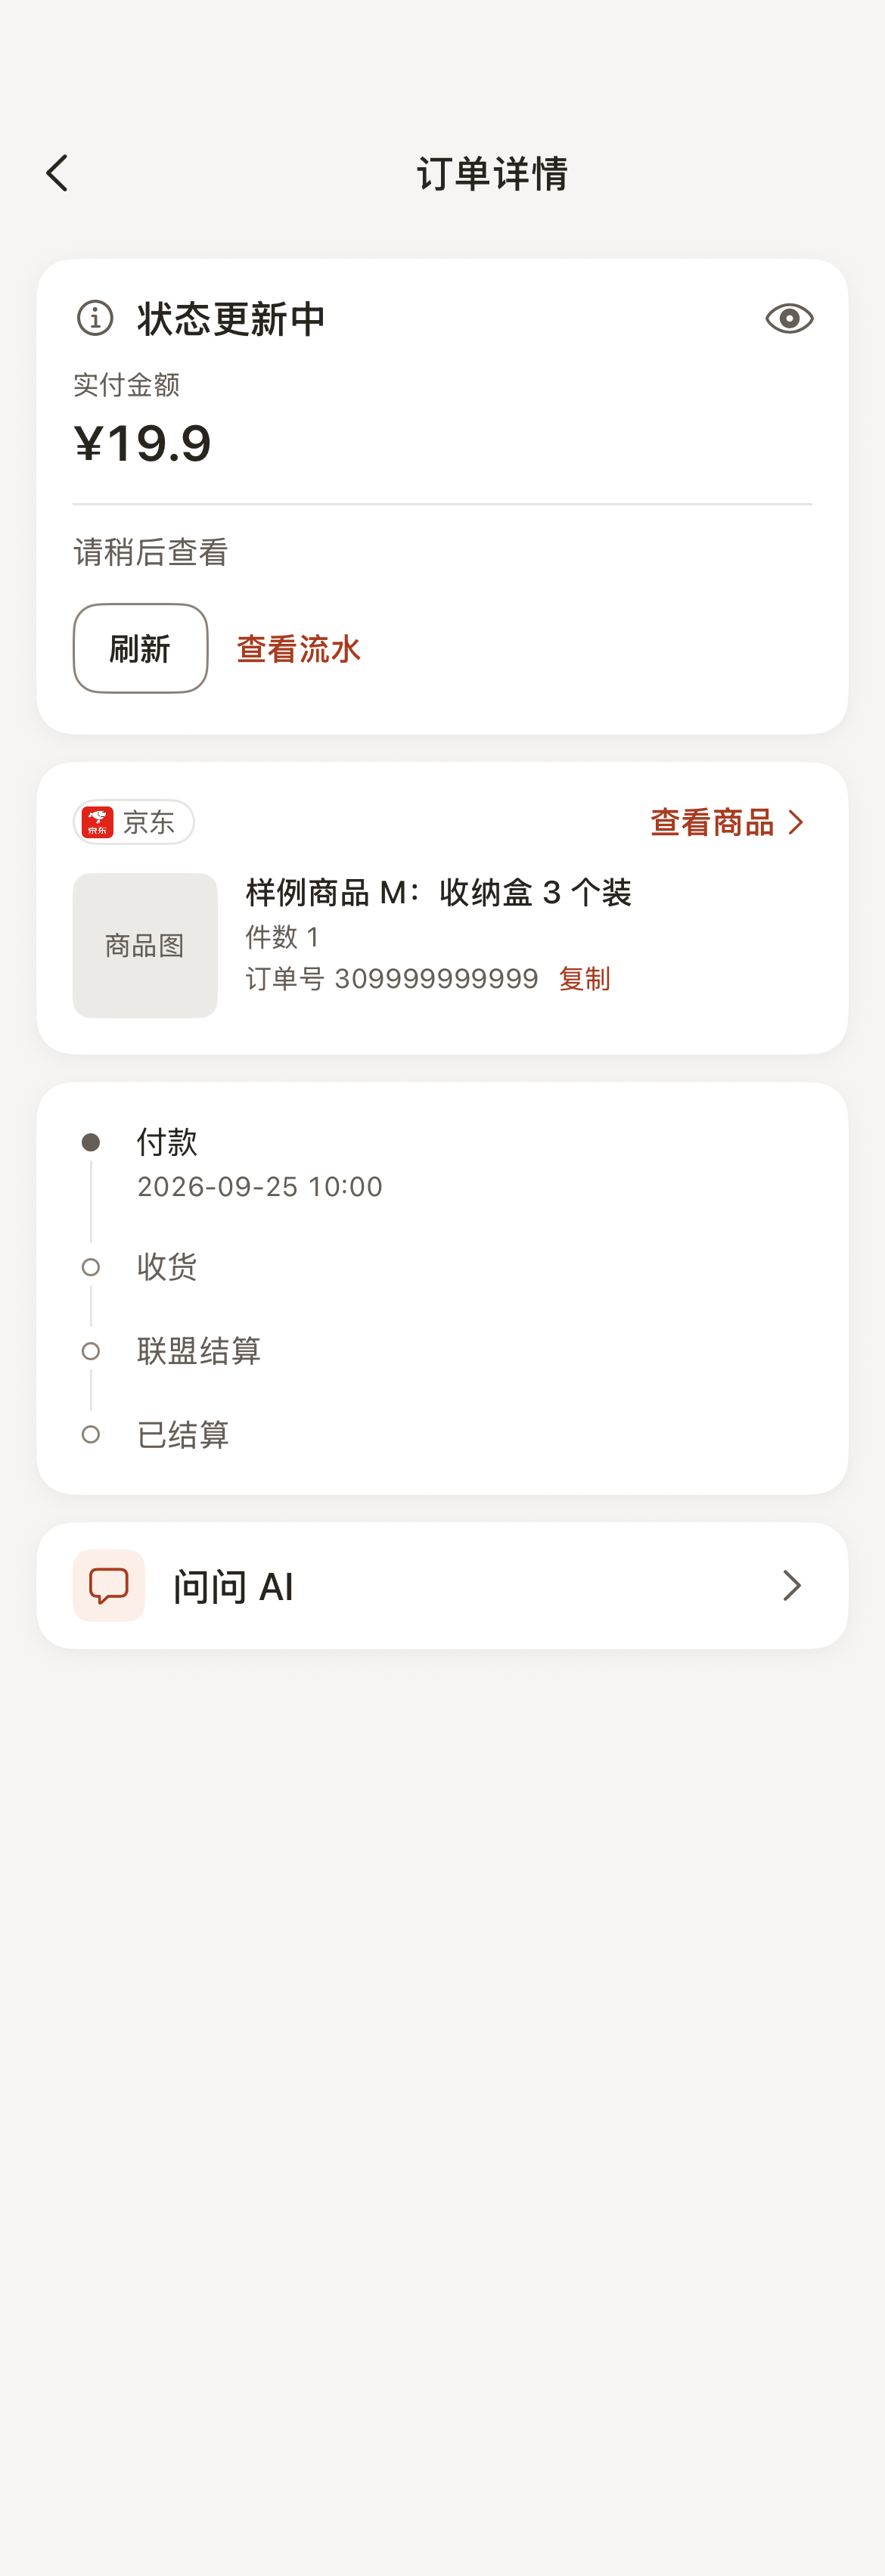 订单详情
状态更新中
实付金额
¥19.9
请稍后查看
刷新 查看流水
京东 京东 查看商品
商品图
样例商品 M：收纳盒 3 个装
件数 1
订单号 309999999999 复制
付款
2026-09-25 10:00
收货
联盟结算
已结算
问问 AI